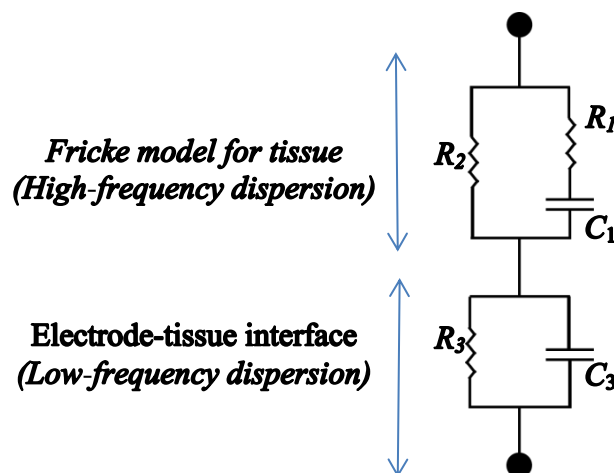 Fricke model for tissue
(High-frequency dispersion)
R2
R1
C1
Electrode-tissue interface
(Low-frequency dispersion)
R3
C3